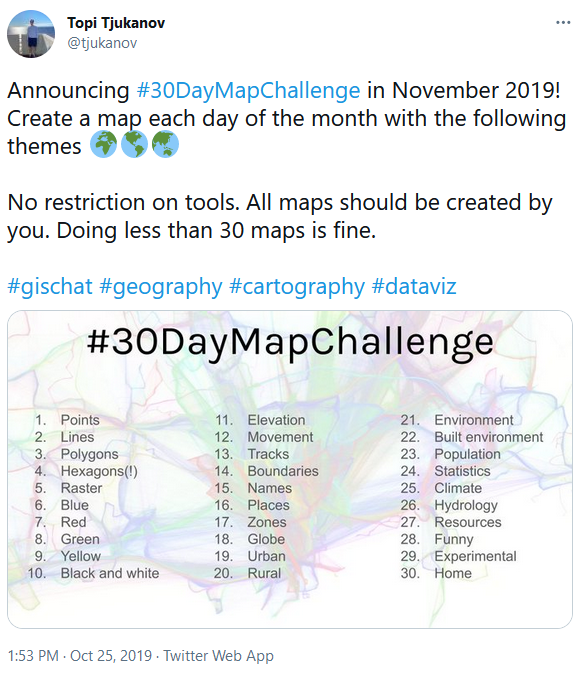 Topi Tjukanov
@tjukanov
Announcing #30DayMapChallenge in November 2019!
Create a map each day of the month with the following
themes 🌍🌎🌏
No restriction on tools. All maps should be created by
you. Doing less than 30 maps is fine.
#gischat #geography #cartography #dataviz
#30DayMapChallenge
1. Points
2. Lines
3. Polygons
4. Hexagons(!)
5. Raster
6. Blue
7. Red
8. Green
9. Yellow
10. Black and white
11. Elevation
12. Movement
13. Tracks
14. Boundaries
15. Names
16. Places
17. Zones
18. Globe
19. Urban
20. Rural
21. Environment
22. Built environment
23. Population
24. Statistics
25. Climate
26. Hydrology
27. Resources
28. Funny
29. Experimental
30. Home
1:53 PM · Oct 25, 2019 · Twitter Web App